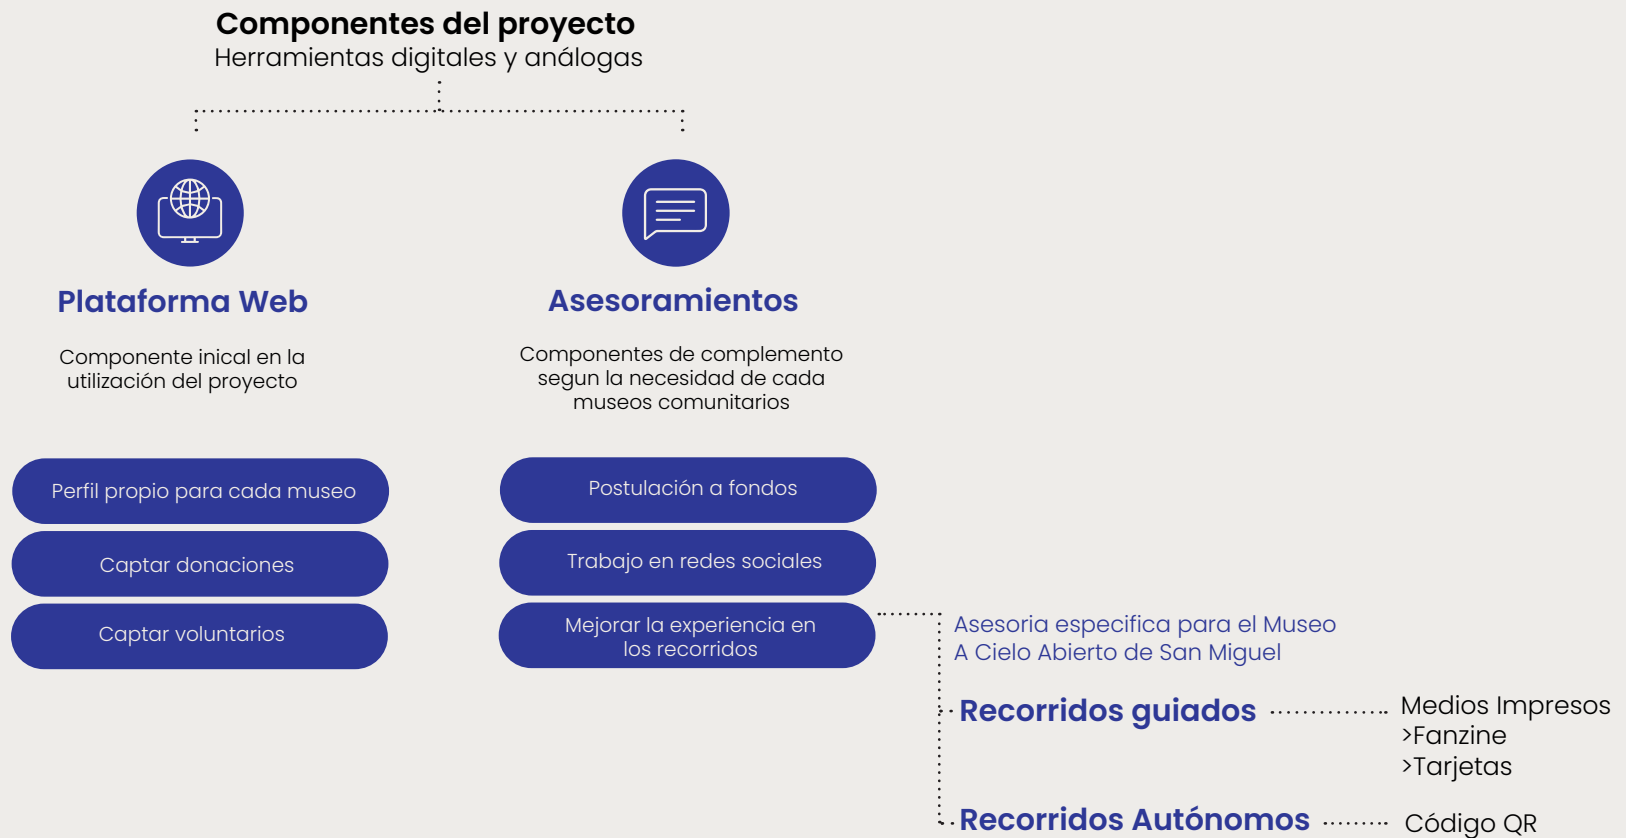 Componentes del proyecto
Herramientas digitales y análogas
Plataforma Web
Componente inical en la
utilización del proyecto
Perfil propio para cada museo
Captar donaciones
Captar voluntarios
Asesoramientos
Componentes de complemento
segun la necesidad de cada
museos comunitarios
Postulación a fondos
Trabajo en redes sociales
Mejorar la experiencia en
los recorridos
Asesoria especifica para el Museo
A Cielo Abierto de San Miguel
Recorridos guiados
Medios Impresos
>Fanzine
>Tarjetas
Recorridos Autónomos
Código QR